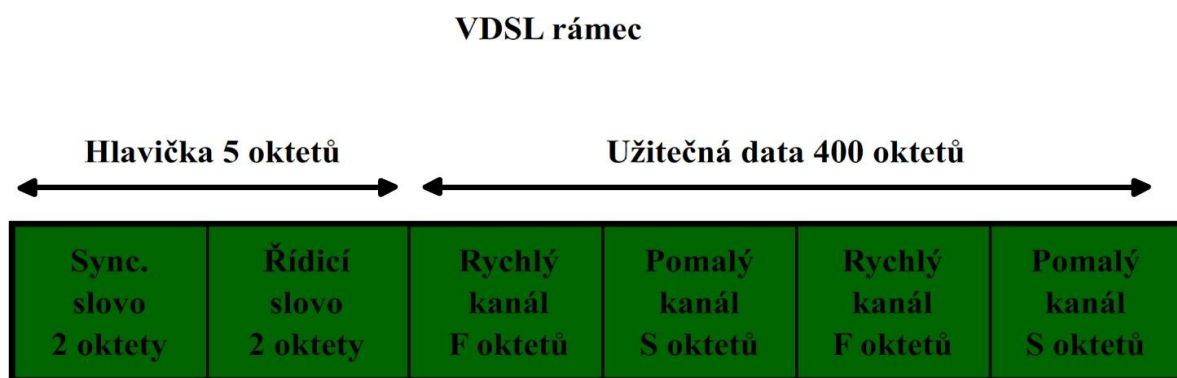 VDSL rámec
Hlavička 5 oktetů
Užitečná data 400 oktetů
Sync.
slovo
2 oktety
Řídicí
slovo
2 oktety
Rychlý
kanál
F oktetů
Pomalý
kanál
S oktetů
Rychlý
kanál
F oktetů
Pomalý
kanál
S oktetů